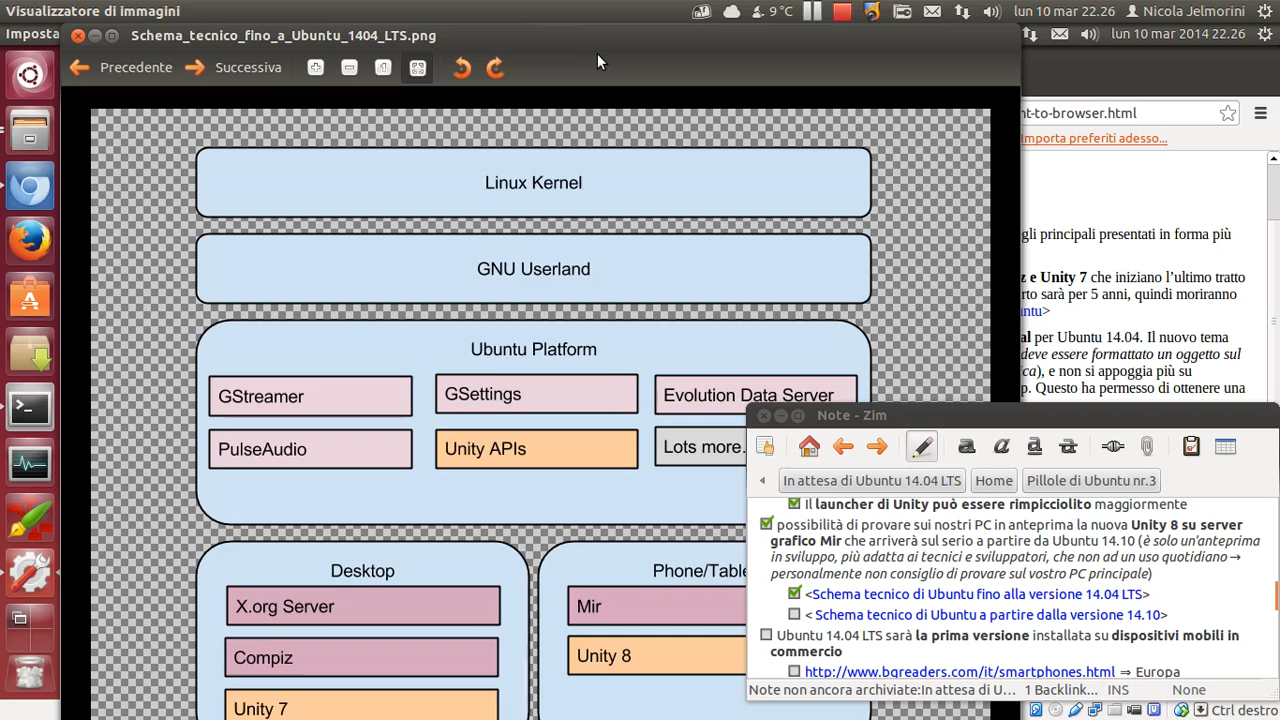 Visualizzatore di immagini
9 °C
lun 10 mar 22.26
Nicola Jelmorini
Imposta
Schema_tecnico_fino_a_Ubuntu_1404_LTS.png
lun 10 mar 2014 22.26
Precedente
Successiva
nt-to-browser.html
Importa preferiti adesso...
Linux Kernel
GNU Userland
Ubuntu Platform
GStreamer
GSettings
Evolution Data Server
PulseAudio
Unity APIs
Lots more.
Desktop
X.org Server
Compiz
Unity 7
Phone/Table
Mir
Unity 8
gli principali presentati in forma più
z e Unity 7 che iniziano l'ultimo tratto
rto sarà per 5 anni, quindi moriranno
untu>
al per Ubuntu 14.04. Il nuovo tema
deve essere formattato un oggetto sul
ica), e non si appoggia più su
p. Questo ha permesso di ottenere una
Note - Zim
In attesa di Ubuntu 14.04 LTS
Home
Pillole di Ubuntu nr.3
Il launcher di Unity può essere rimpicciolito maggiormente
possibilità di provare sui nostri PC in anteprima la nuova Unity 8 su server
grafico Mir che arriverà sul serio a partire da Ubuntu 14.10 (è solo un'anteprima
in sviluppo, più adatta ai tecnici e sviluppatori, che non ad un uso quotidiano →
personalmente non consiglio di provare sul vostro PC principale)
<Schema tecnico di Ubuntu fino alla versione 14.04 LTS>
< Schema tecnico di Ubuntu a partire dalla versione 14.10>
Ubuntu 14.04 LTS sarà la prima versione installata su dispositivi mobili in
commercio
http://www.bqreaders.com/it/smartphones.html ⇒ Europa
Note non ancora archiviate:In attesa di U...
1 Backlink...
INS
None
Ctrl destro